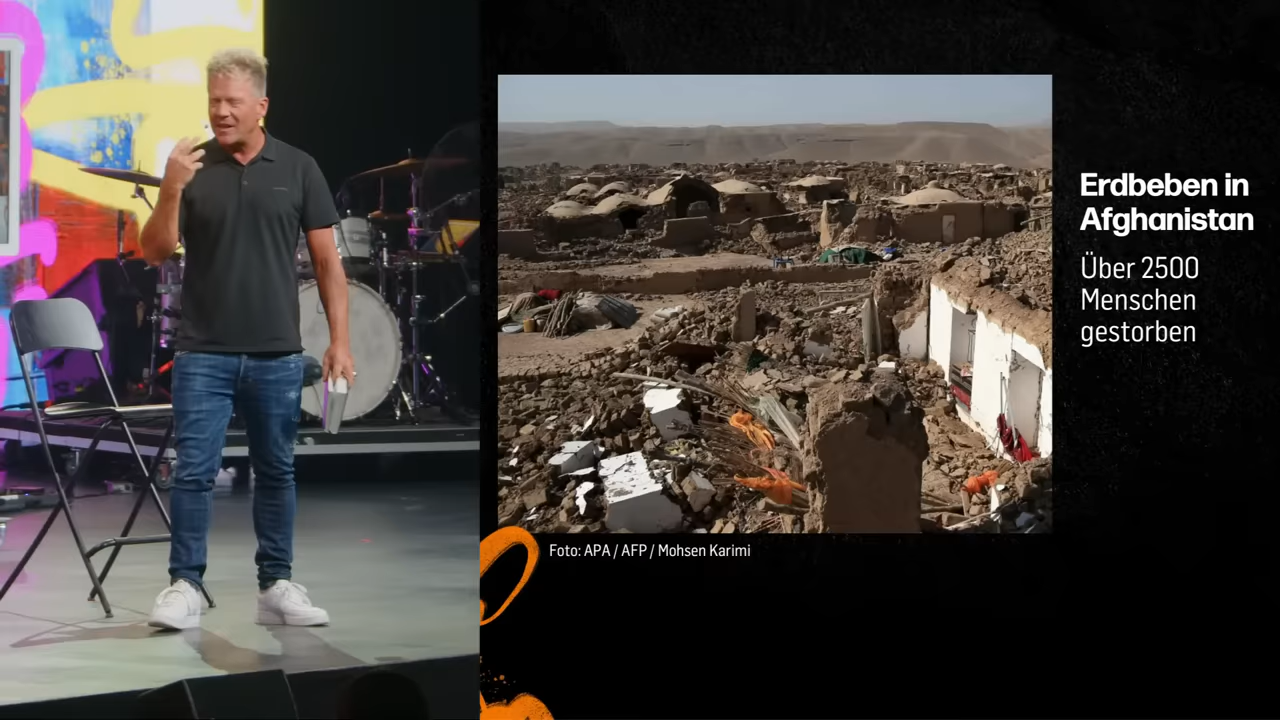 Erdbeben in
Afghanistan
Über 2500
Menschen
gestorben
Foto: APA / AFP / Mohsen Karimi